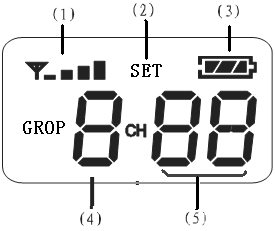 (1) (2) (3)
SET
GROP 8 CH 88
(4) (5)